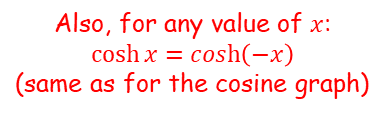 Also, for any value of x:
cosh x = cosh(−x)
(same as for the cosine graph)